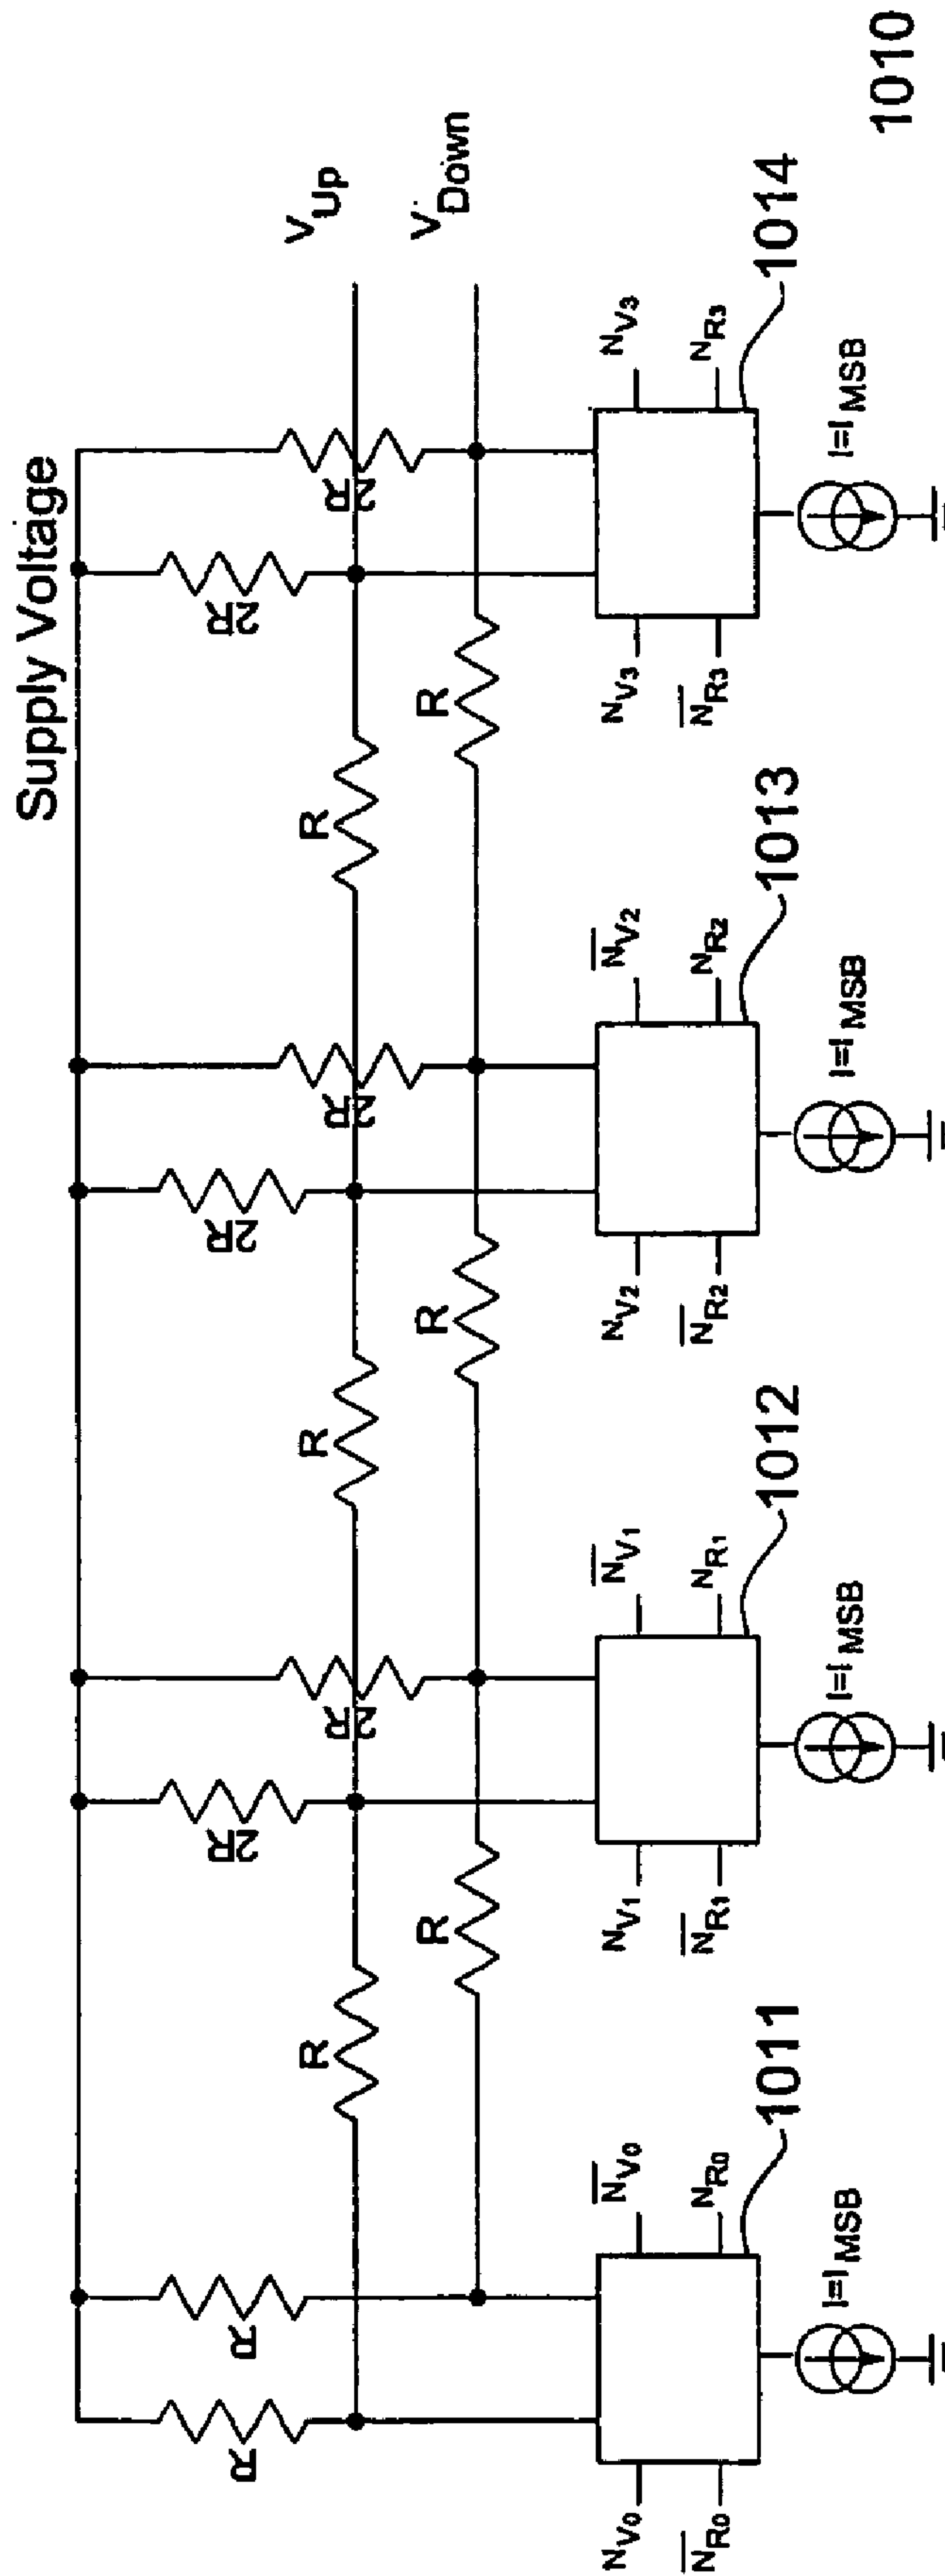 Supply Voltage
R
R
2R
2R
2R
2R
2R
2R
R
R
R
V_Up
R
R
R
V_Down
N_V0
N̅_V0
N̅_R0
N_R0
1011
I=I_MSB
N_V1
N̅_V1
N̅_R1
N_R1
1012
I=I_MSB
N_V2
N̅_V2
N̅_R2
N_R2
1013
I=I_MSB
N_V3
N_V3
N̅_R3
N_R3
1014
I=I_MSB
1010